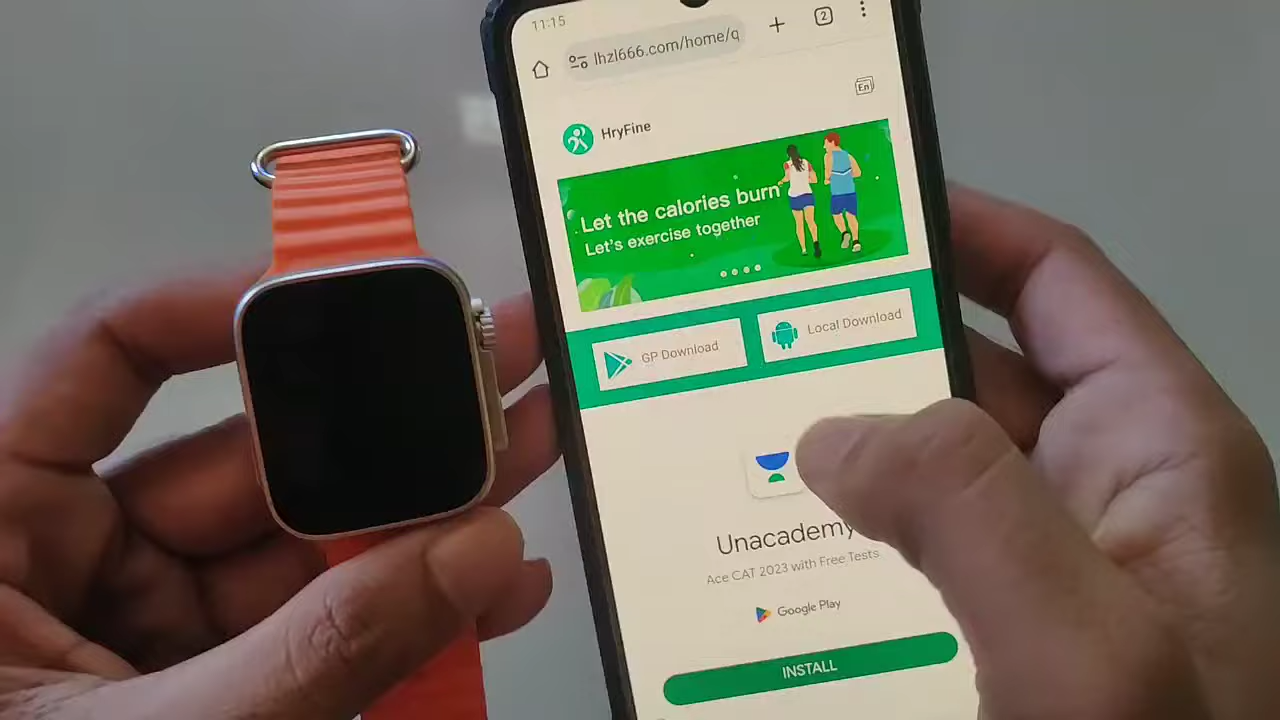 11:15
lhzl666.com/home/q
2
En
HryFine
Let the calories burn
Let's exercise together
GP Download
Local Download
Unacademy
Ace CAT 2023 with Free Tests
Google Play
INSTALL